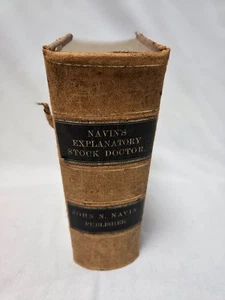 NAVIN'S
EXPLANATORY
STOCK DOCTOR.
JOHN N. NAVIN
PUBLISHER